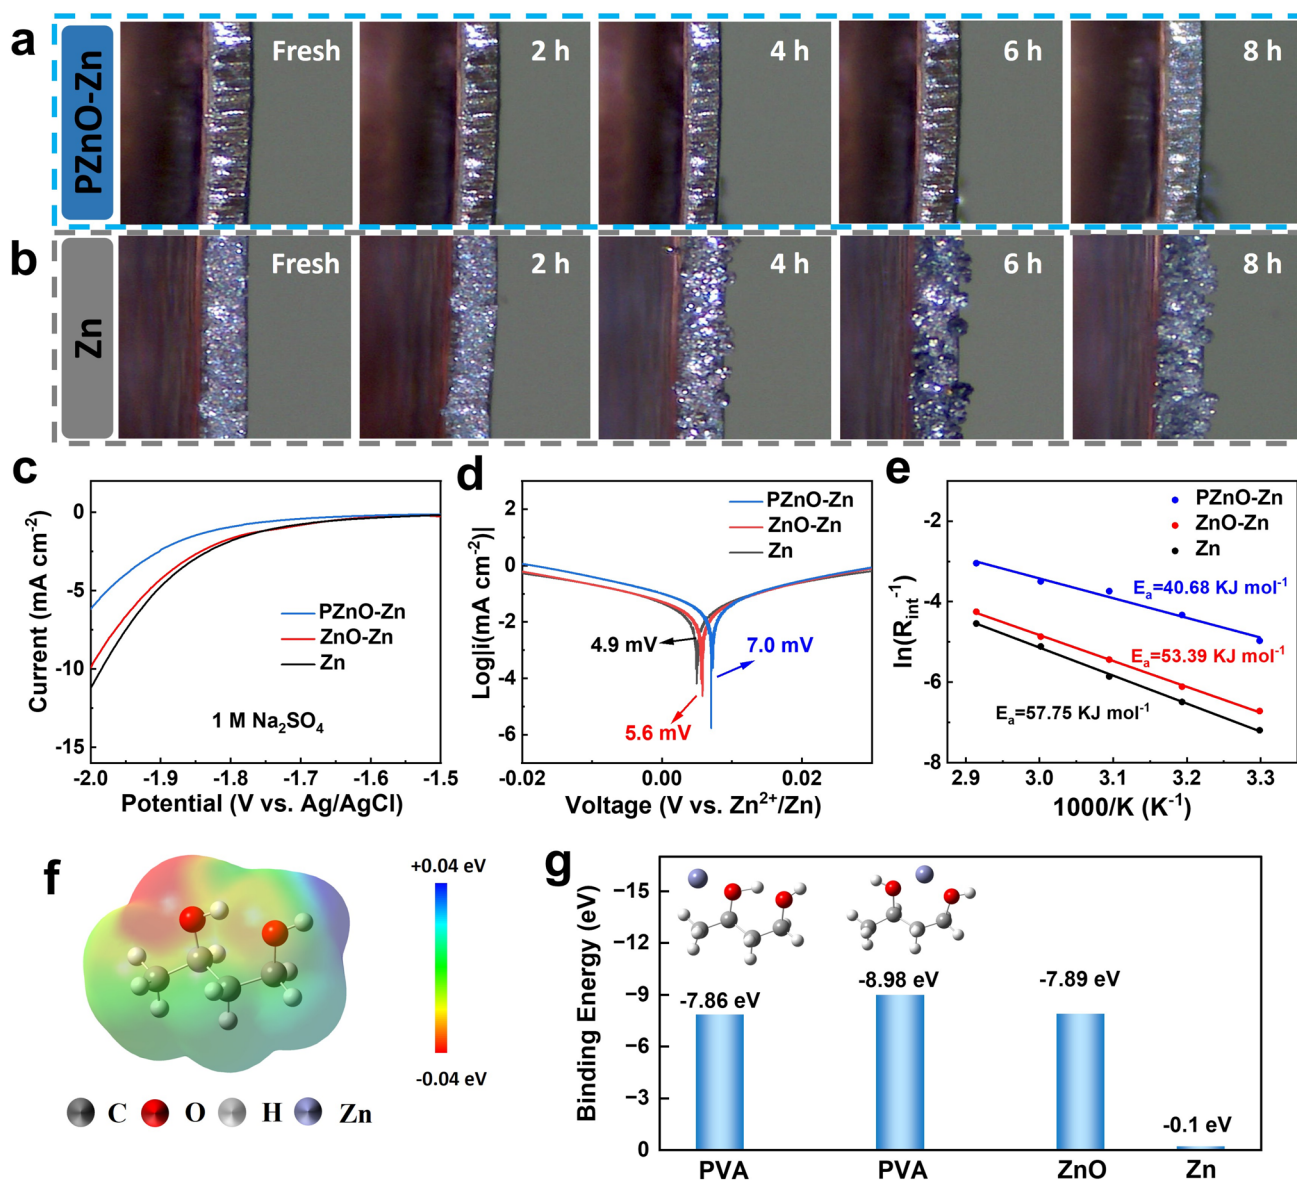 a
PZnO-Zn
Fresh
2 h
4 h
6 h
8 h
b
Zn
Fresh
2 h
4 h
6 h
8 h
c
Current (mA cm⁻²)
0
-5
-10
-15
PZnO-Zn
ZnO-Zn
Zn
1 M Na₂SO₄
-2.0 -1.9 -1.8 -1.7 -1.6 -1.5
Potential (V vs. Ag/AgCl)
d
Log|i(mA cm⁻²)|
2
0
-2
-4
-6
PZnO-Zn
ZnO-Zn
Zn
4.9 mV
7.0 mV
5.6 mV
-0.02 0.00 0.02
Voltage (V vs. Zn²⁺/Zn)
e
ln(R_int⁻¹)
-2
-4
-6
-8
PZnO-Zn
ZnO-Zn
Zn
Eₐ=40.68 KJ mol⁻¹
Eₐ=53.39 KJ mol⁻¹
Eₐ=57.75 KJ mol⁻¹
2.9 3.0 3.1 3.2 3.3
1000/K (K⁻¹)
f
+0.04 eV
-0.04 eV
C O H Zn
g
Binding Energy (eV)
−15
−12
−9
−6
−3
0
-7.86 eV
-8.98 eV
-7.89 eV
-0.1 eV
PVA PVA ZnO Zn